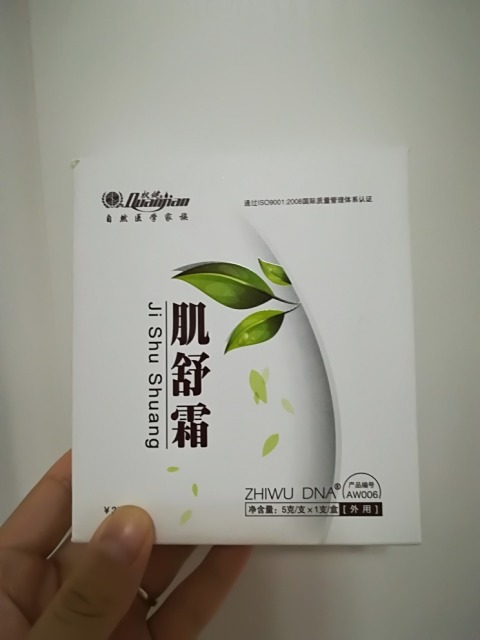 权健
Quanjian
自然医学家族
通过ISO9001:2008国际质量管理体系认证
肌舒霜
Ji Shu Shuang
ZHIWU DNA®
产品编号
AW006
净含量：5克/支×1支/盒【外用】